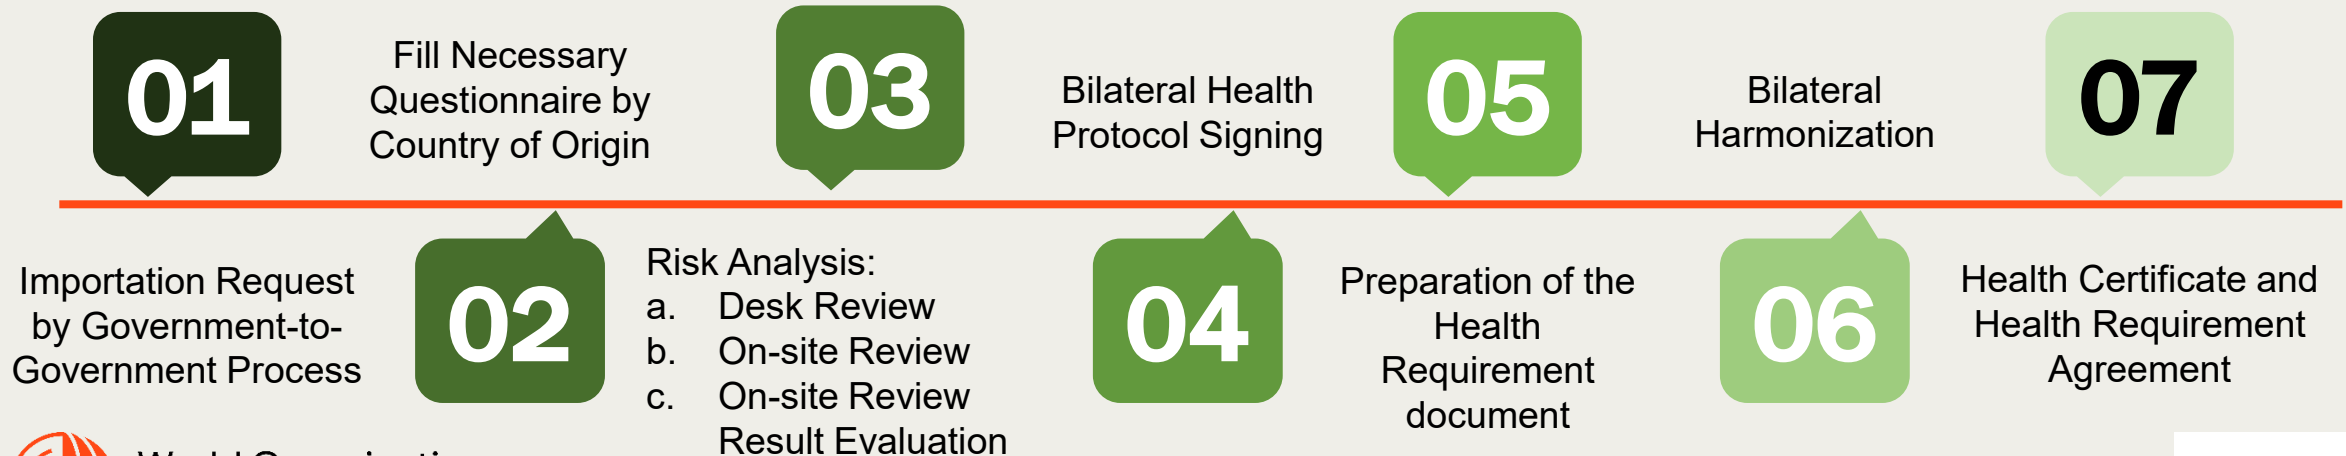 01
Importation Request
by Government-to-
Government Process
02
Fill Necessary
Questionnaire by
Country of Origin
03
Risk Analysis:
a. Desk Review
b. On-site Review
c. On-site Review
Result Evaluation
04
Bilateral Health
Protocol Signing
05
Preparation of the
Health
Requirement
document
06
Bilateral
Harmonization
07
Health Certificate and
Health Requirement
Agreement
World